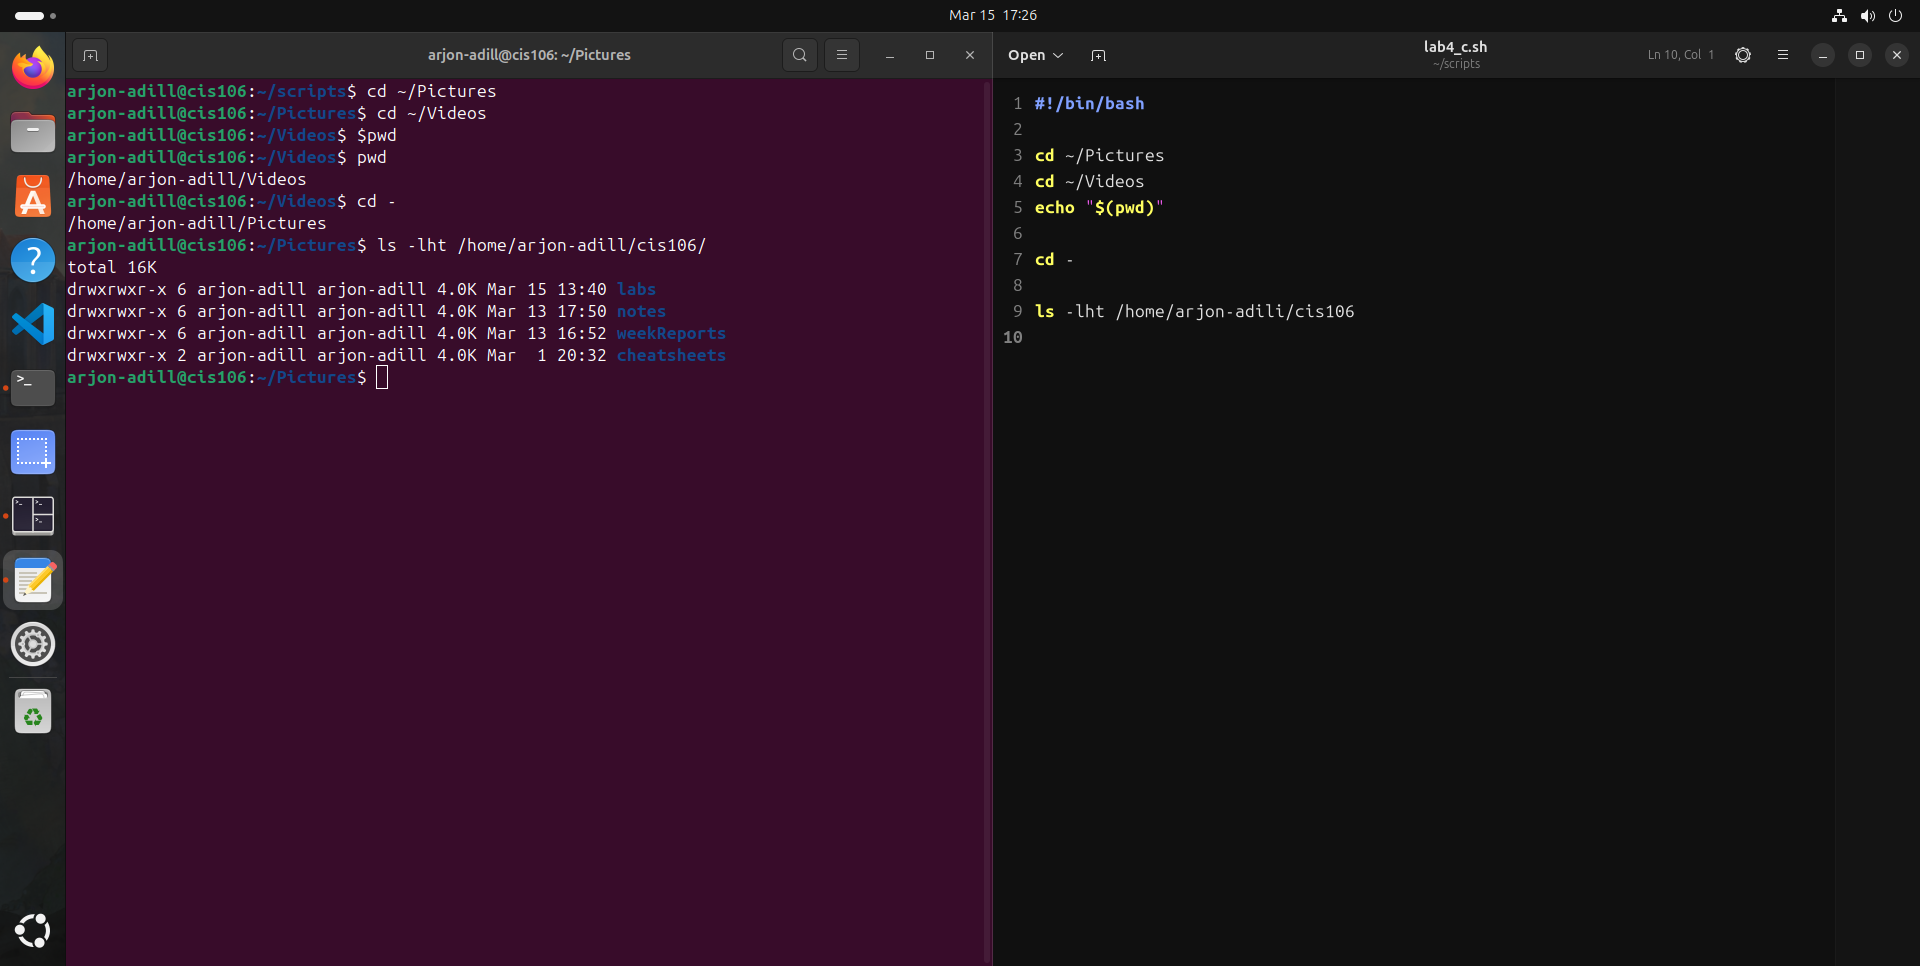 Mar 15 17:26
arjon-adill@cis106: ~/Pictures
arjon-adill@cis106:~/scripts$ cd ~/Pictures
arjon-adill@cis106:~/Pictures$ cd ~/Videos
arjon-adill@cis106:~/Videos$ $pwd
arjon-adill@cis106:~/Videos$ pwd
/home/arjon-adill/Videos
arjon-adill@cis106:~/Videos$ cd -
/home/arjon-adill/Pictures
arjon-adill@cis106:~/Pictures$ ls -lht /home/arjon-adill/cis106/
total 16K
drwxrwxr-x 6 arjon-adill arjon-adill 4.0K Mar 15 13:40 labs
drwxrwxr-x 6 arjon-adill arjon-adill 4.0K Mar 13 17:50 notes
drwxrwxr-x 6 arjon-adill arjon-adill 4.0K Mar 13 16:52 weekReports
drwxrwxr-x 2 arjon-adill arjon-adill 4.0K Mar  1 20:32 cheatsheets
arjon-adill@cis106:~/Pictures$
Open
lab4_c.sh
~/scripts
Ln 10, Col 1
1 #!/bin/bash
2
3 cd ~/Pictures
4 cd ~/Videos
5 echo "$(pwd)"
6
7 cd -
8
9 ls -lht /home/arjon-adili/cis106
10